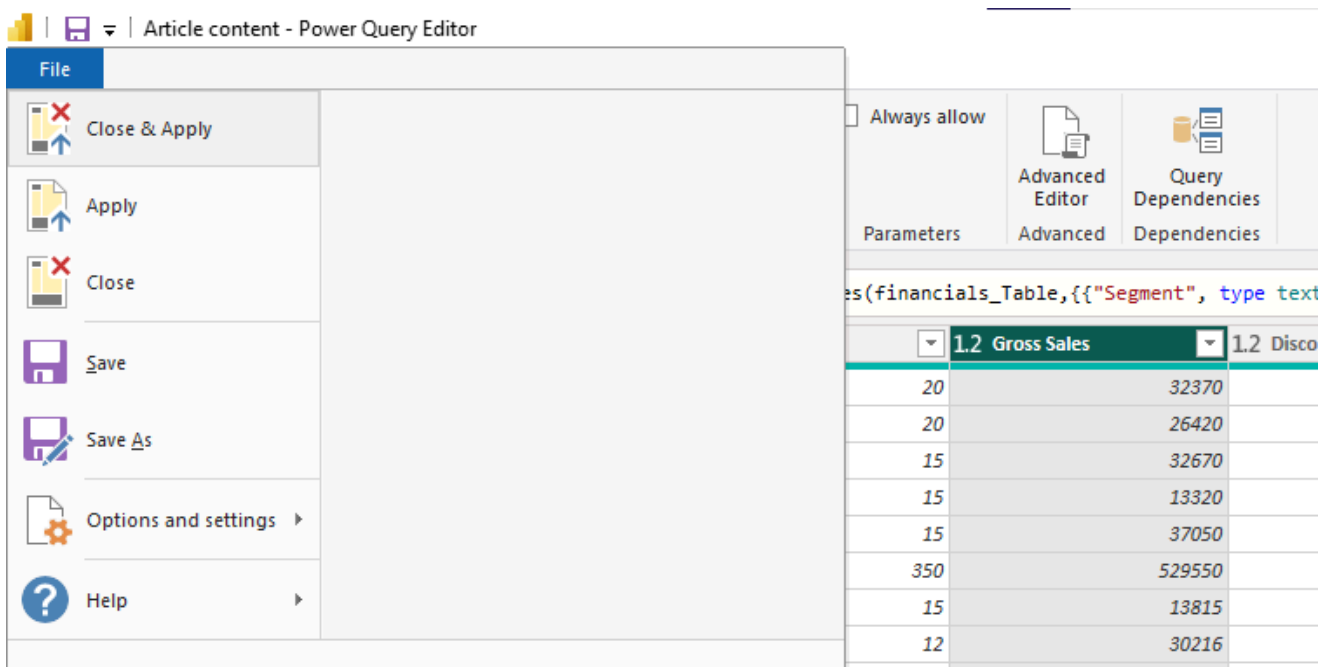 Article content - Power Query Editor
File
Close & Apply
Apply
Close
Save
Save As
Options and settings
Help
Always allow
Advanced
Editor
Query
Dependencies
Parameters
Advanced
Dependencies
es(financials_Table,{{"Segment", type text
1.2 Gross Sales
1.2 Disco
20 32370
20 26420
15 32670
15 13320
15 37050
350 529550
15 13815
12 30216